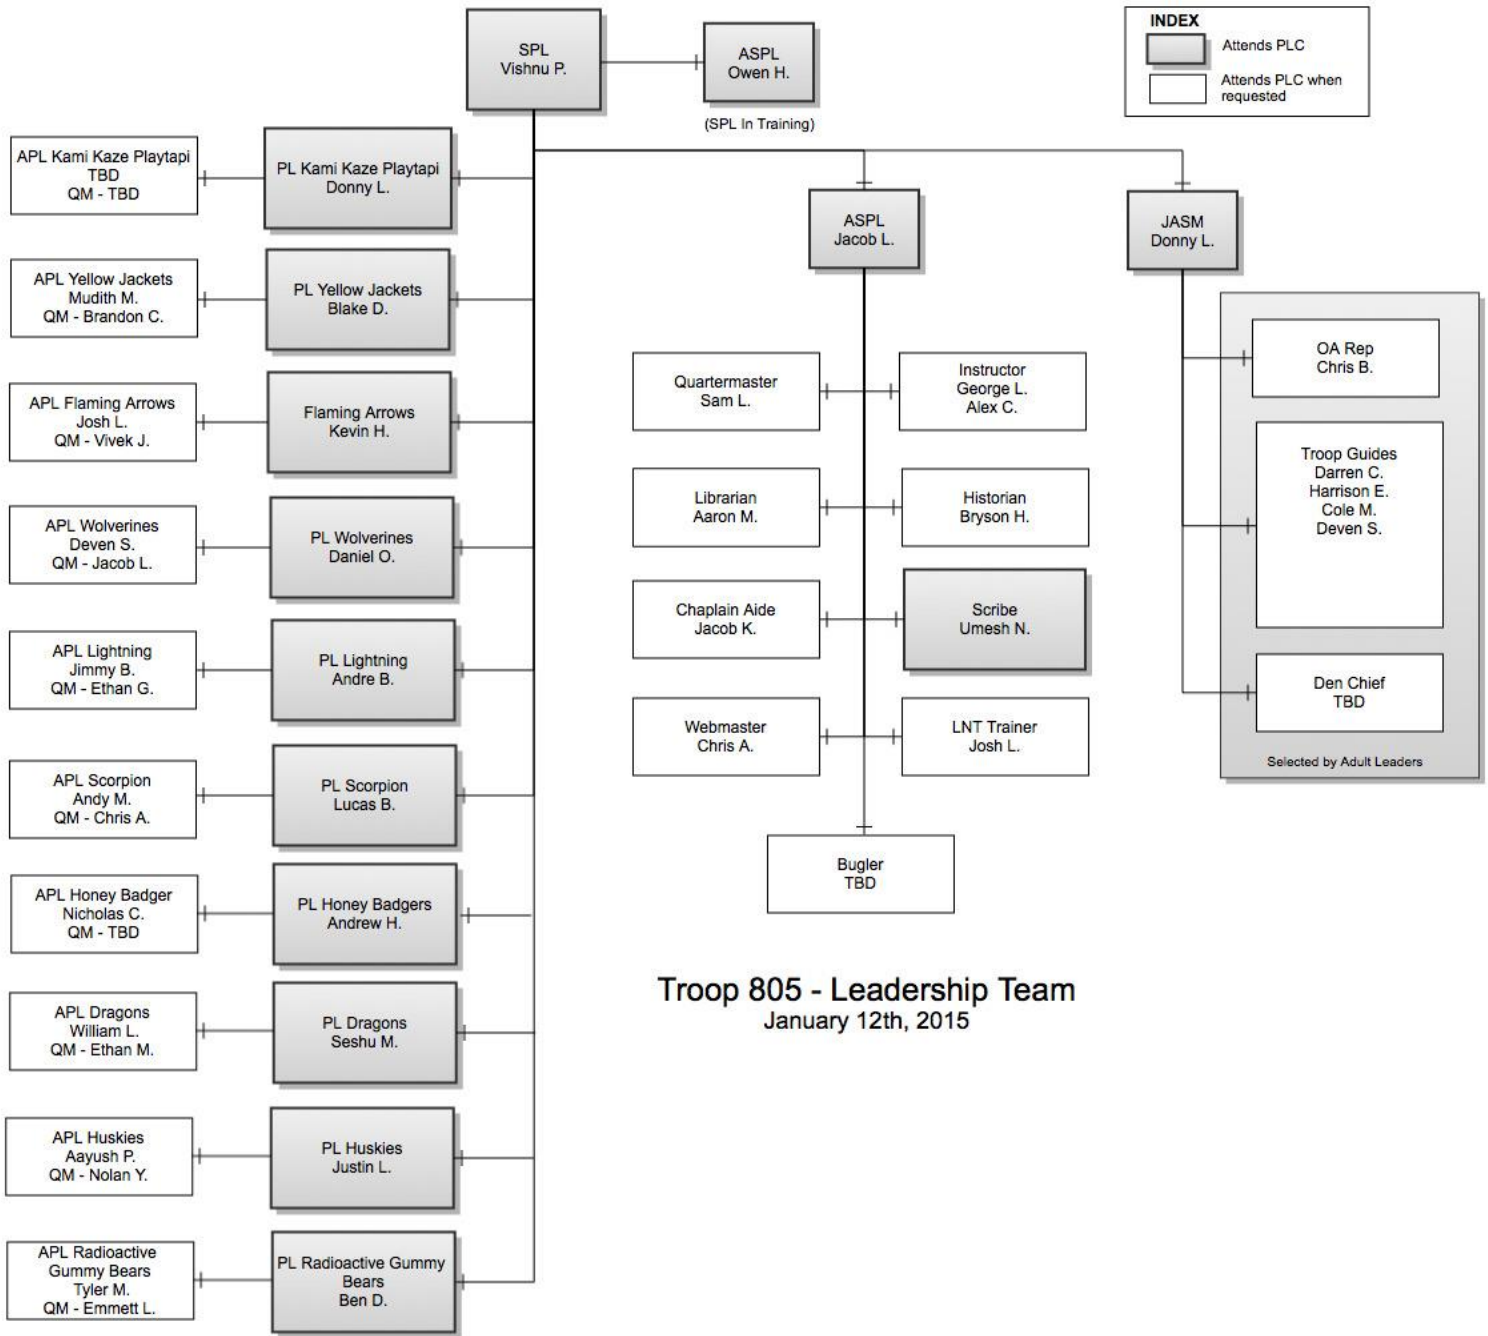 SPL
Vishnu P.
ASPL
Owen H.
(SPL In Training)
INDEX
Attends PLC
Attends PLC when
requested
APL Kami Kaze Playtapi
TBD
QM - TBD
PL Kami Kaze Playtapi
Donny L.
ASPL
Jacob L.
JASM
Donny L.
APL Yellow Jackets
Mudith M.
QM - Brandon C.
PL Yellow Jackets
Blake D.
APL Flaming Arrows
Josh L.
QM - Vivek J.
Flaming Arrows
Kevin H.
APL Wolverines
Deven S.
QM - Jacob L.
PL Wolverines
Daniel O.
APL Lightning
Jimmy B.
QM - Ethan G.
PL Lightning
Andre B.
APL Scorpion
Andy M.
QM - Chris A.
PL Scorpion
Lucas B.
APL Honey Badger
Nicholas C.
QM - TBD
PL Honey Badgers
Andrew H.
APL Dragons
William L.
QM - Ethan M.
PL Dragons
Seshu M.
APL Huskies
Aayush P.
QM - Nolan Y.
PL Huskies
Justin L.
APL Radioactive
Gummy Bears
Tyler M.
QM - Emmett L.
PL Radioactive Gummy
Bears
Ben D.
Quartermaster
Sam L.
Instructor
George L.
Alex C.
Librarian
Aaron M.
Historian
Bryson H.
Chaplain Aide
Jacob K.
Scribe
Umesh N.
Webmaster
Chris A.
LNT Trainer
Josh L.
Bugler
TBD
OA Rep
Chris B.
Troop Guides
Darren C.
Harrison E.
Cole M.
Deven S.
Den Chief
TBD
Selected by Adult Leaders
Troop 805 - Leadership Team
January 12th, 2015